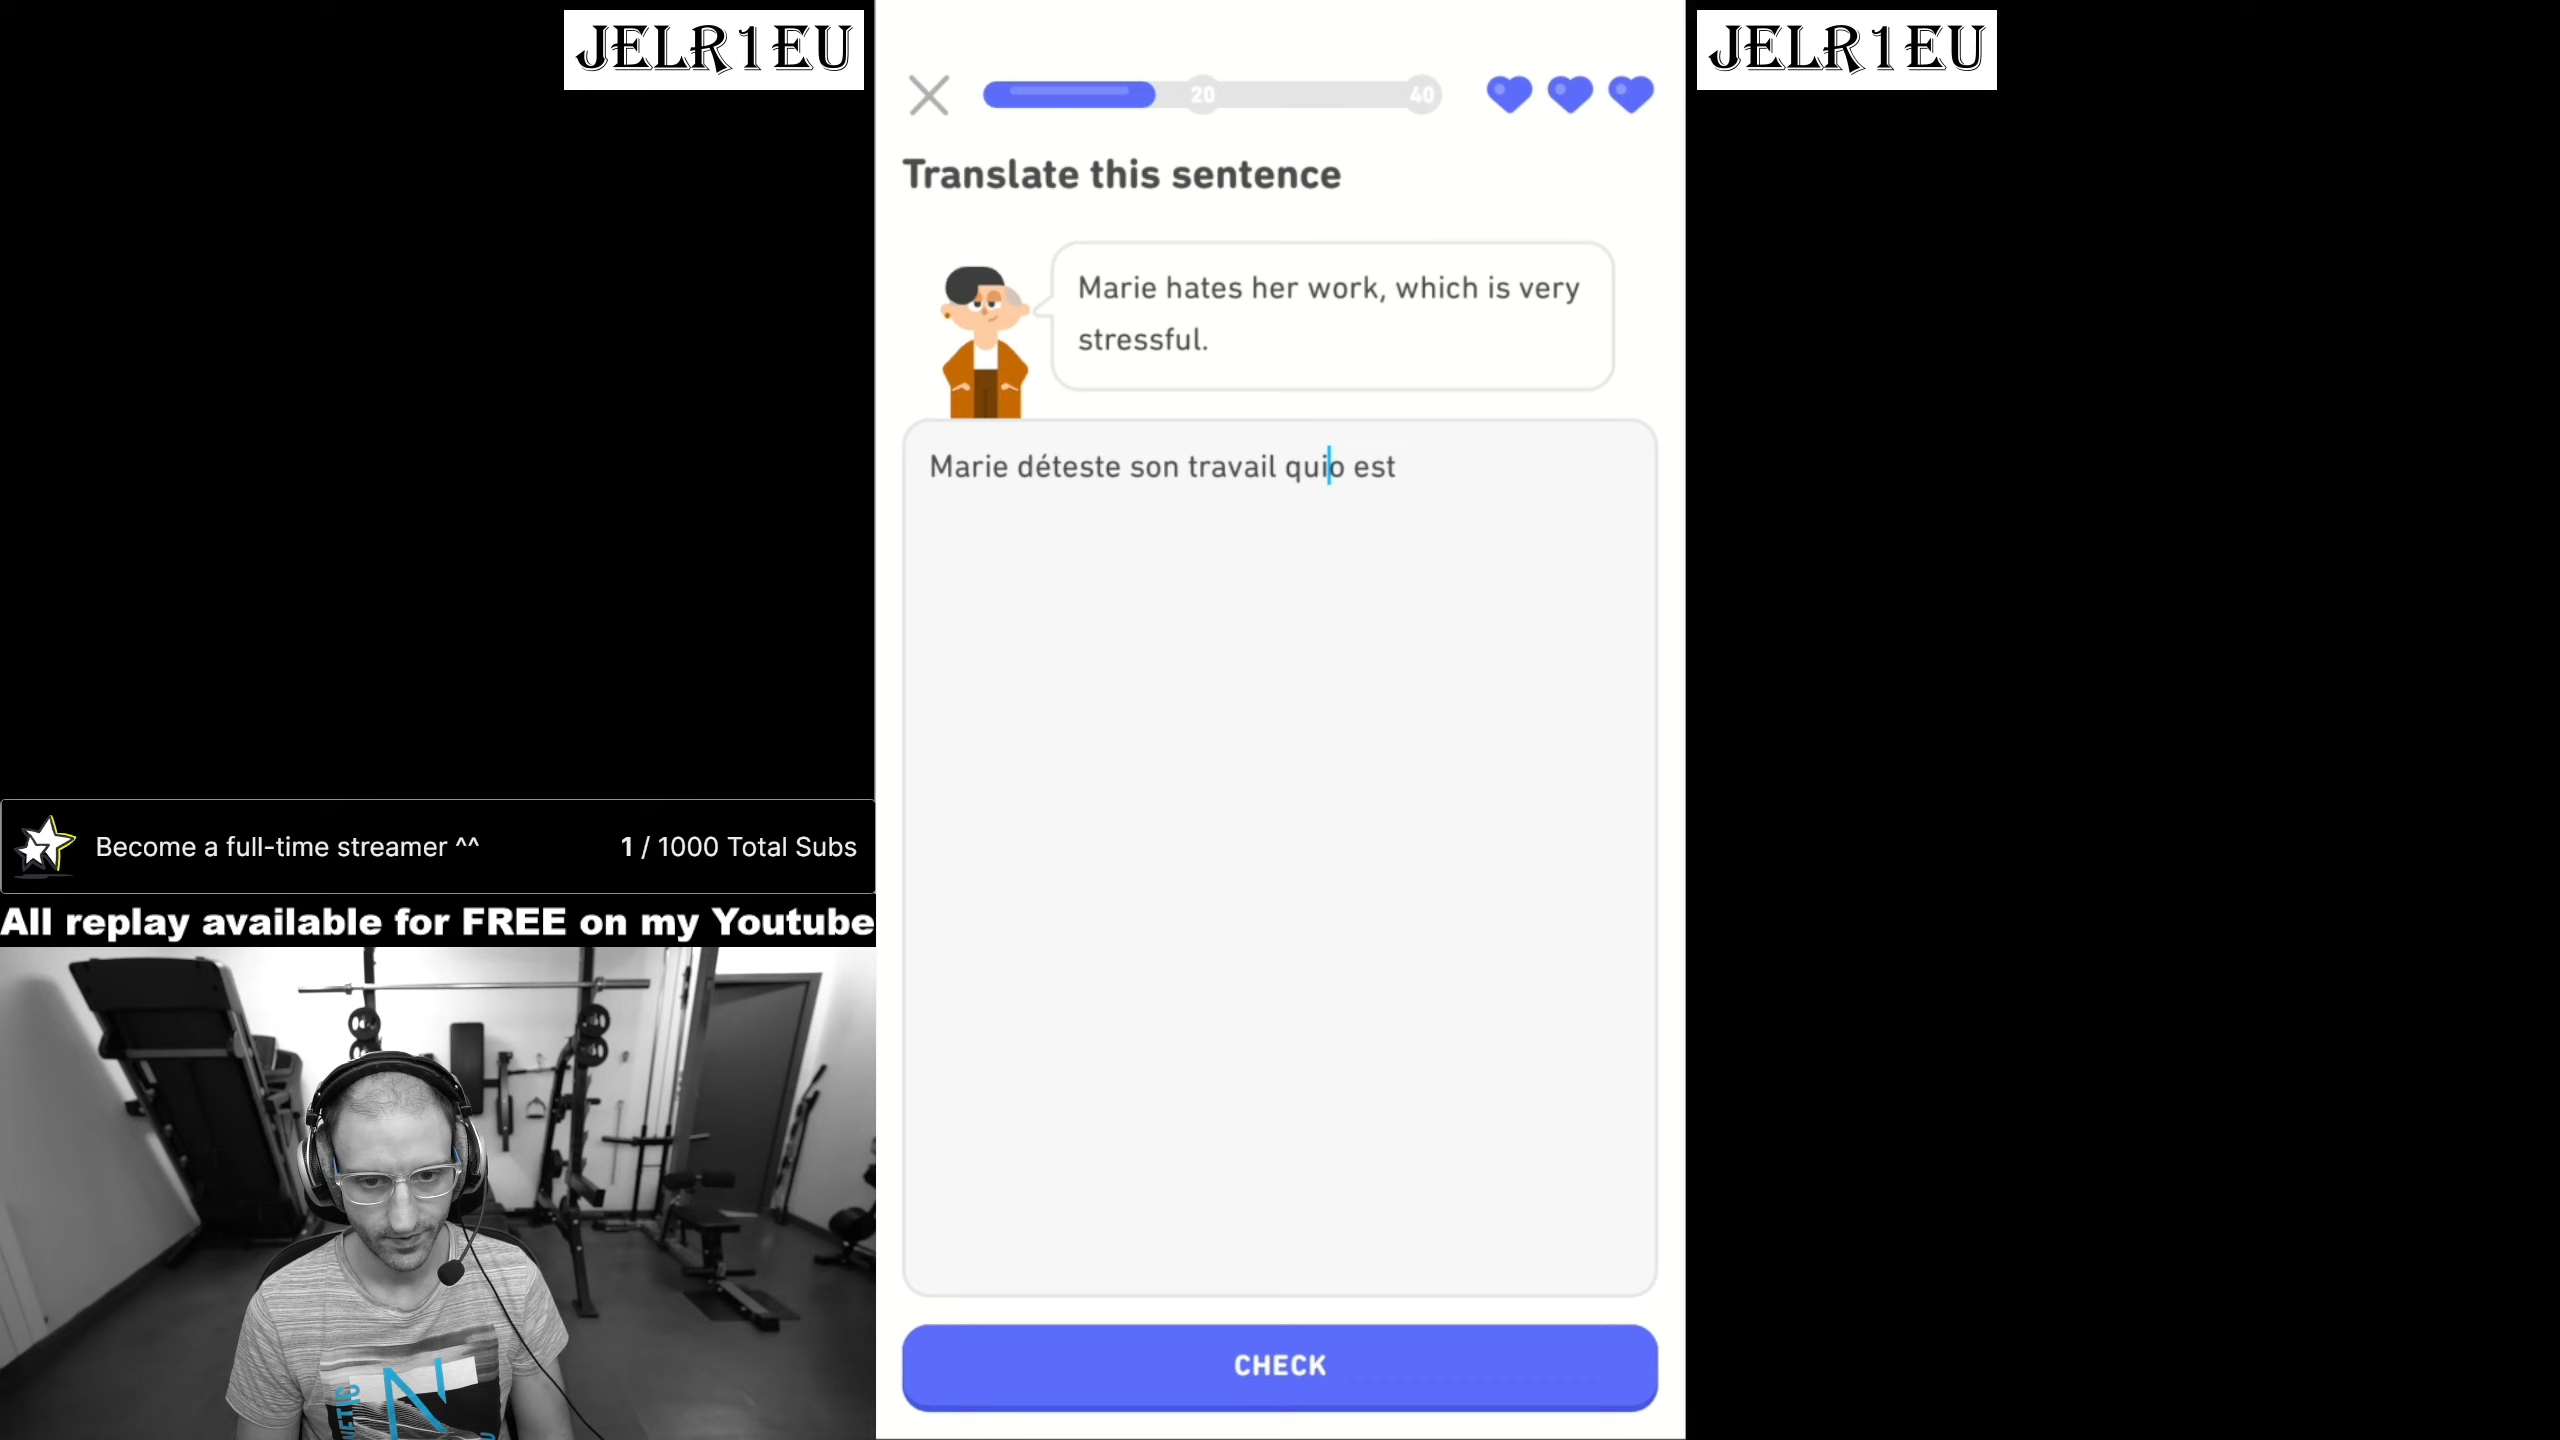 JELR1EU
JELR1EU
20
40
Translate this sentence
Marie hates her work, which is very
stressful.
Marie déteste son travail quio est
Become a full-time streamer ^^
1 / 1000 Total Subs
All replay available for FREE on my Youtube
CHECK